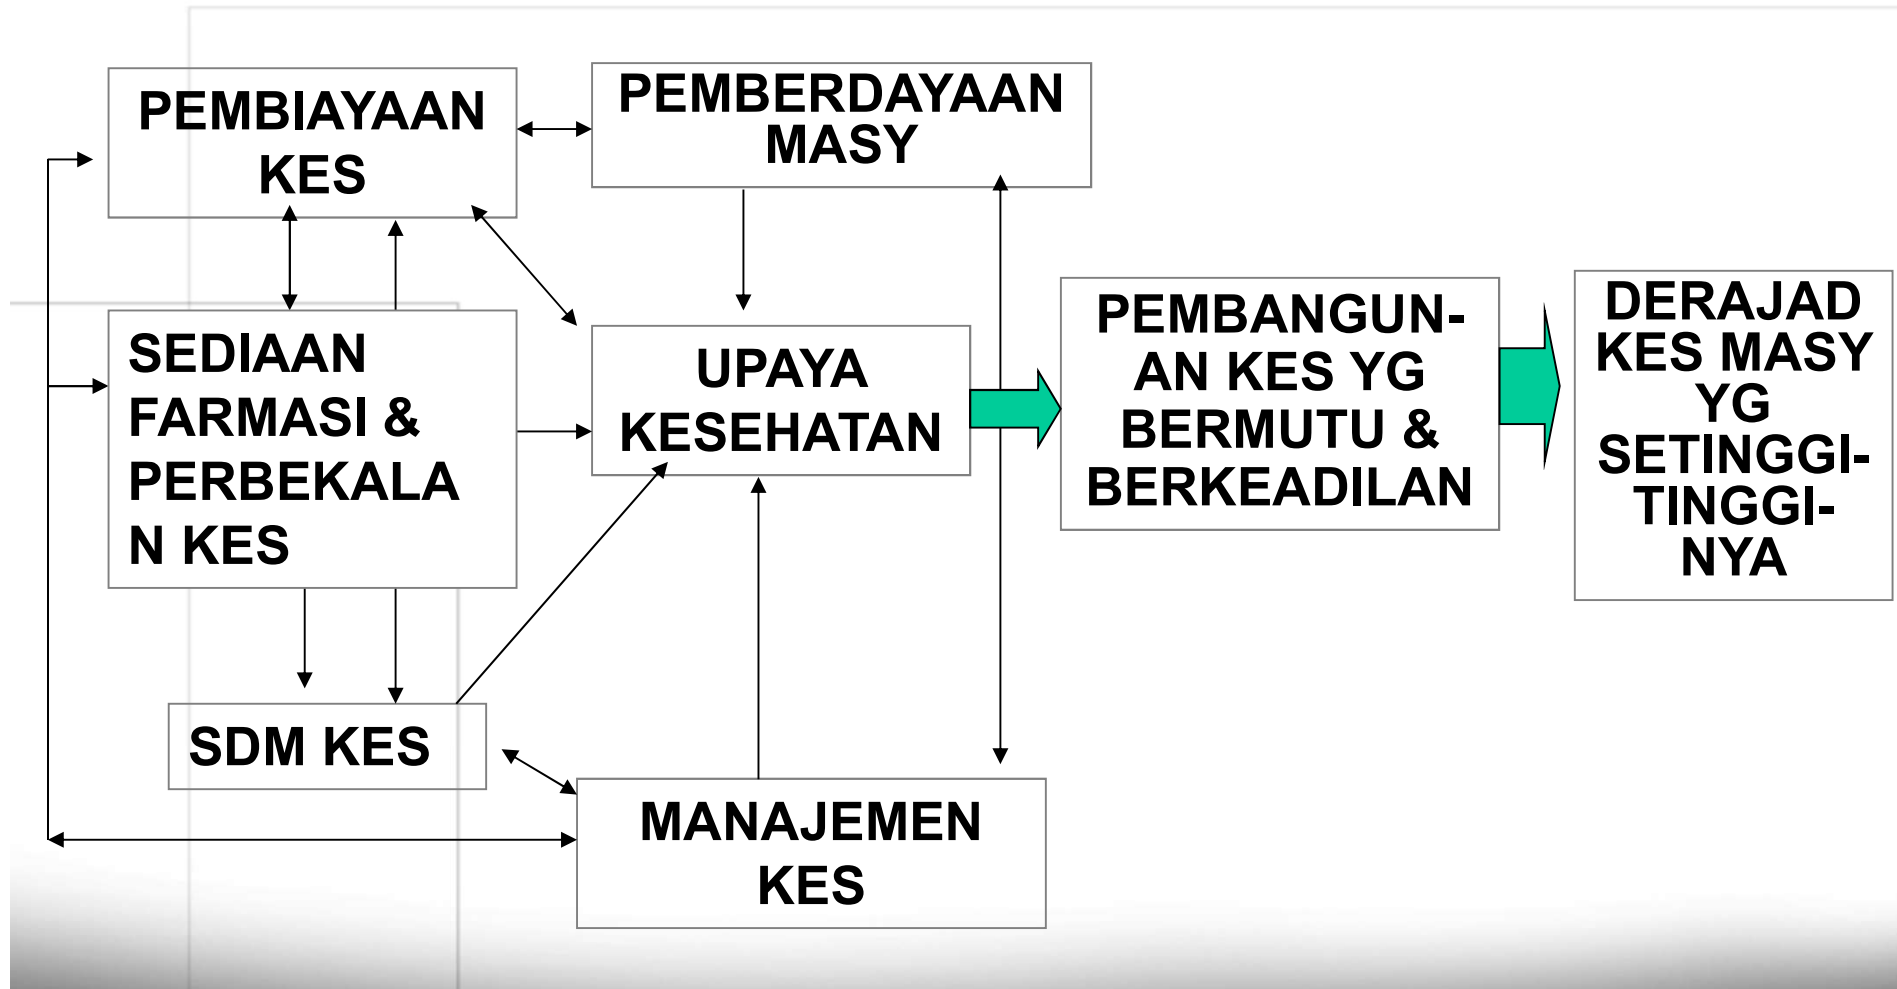 PEMBIAYAAN
KES
PEMBERDAYAAN
MASY
SEDIAAN
FARMASI &
PERBEKALA
N KES
UPAYA
KESEHATAN
PEMBANGUN-
AN KES YG
BERMUTU &
BERKEADILAN
DERAJAD
KES MASY
YG
SETINGGI-
TINGGI-
NYA
SDM KES
MANAJEMEN
KES